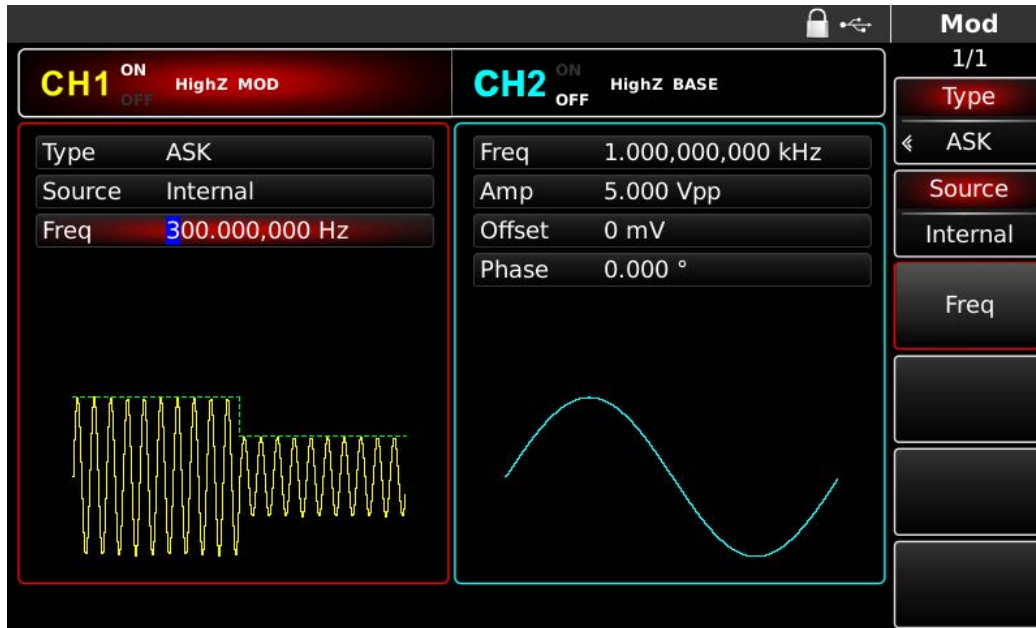 Mod
1/1
CH1 ON OFF HighZ MOD
CH2 ON OFF HighZ BASE
Type
ASK
Source
Internal
Freq
Type ASK
Source Internal
Freq 300.000,000 Hz
Freq 1.000,000,000 kHz
Amp 5.000 Vpp
Offset 0 mV
Phase 0.000 °